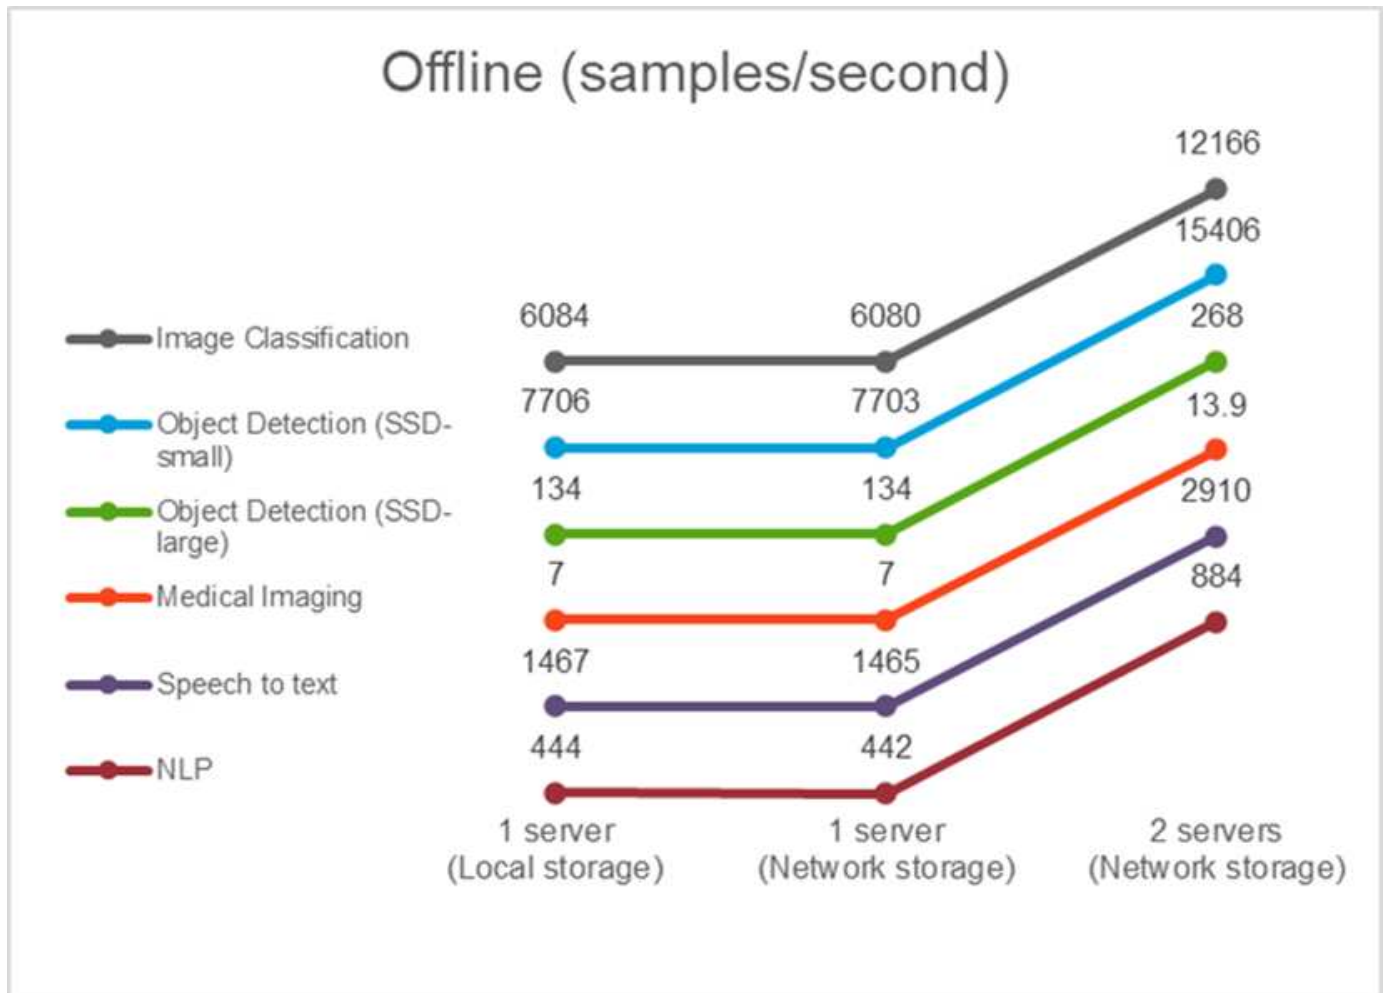 Offline (samples/second)
12166
15406
6084
6080
268
Image Classification
7706
7703
13.9
Object Detection (SSD-
small)
134
134
2910
Object Detection (SSD-
large)
7
7
884
Medical Imaging
1467
1465
Speech to text
444
442
NLP
1 server
(Local storage)
1 server
(Network storage)
2 servers
(Network storage)